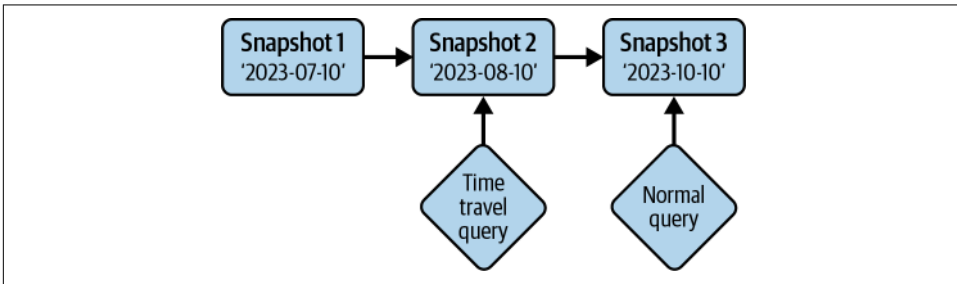 Snapshot 1
‘2023-07-10‘
Snapshot 2
‘2023-08-10‘
Snapshot 3
‘2023-10-10‘
Time
travel
query
Normal
query